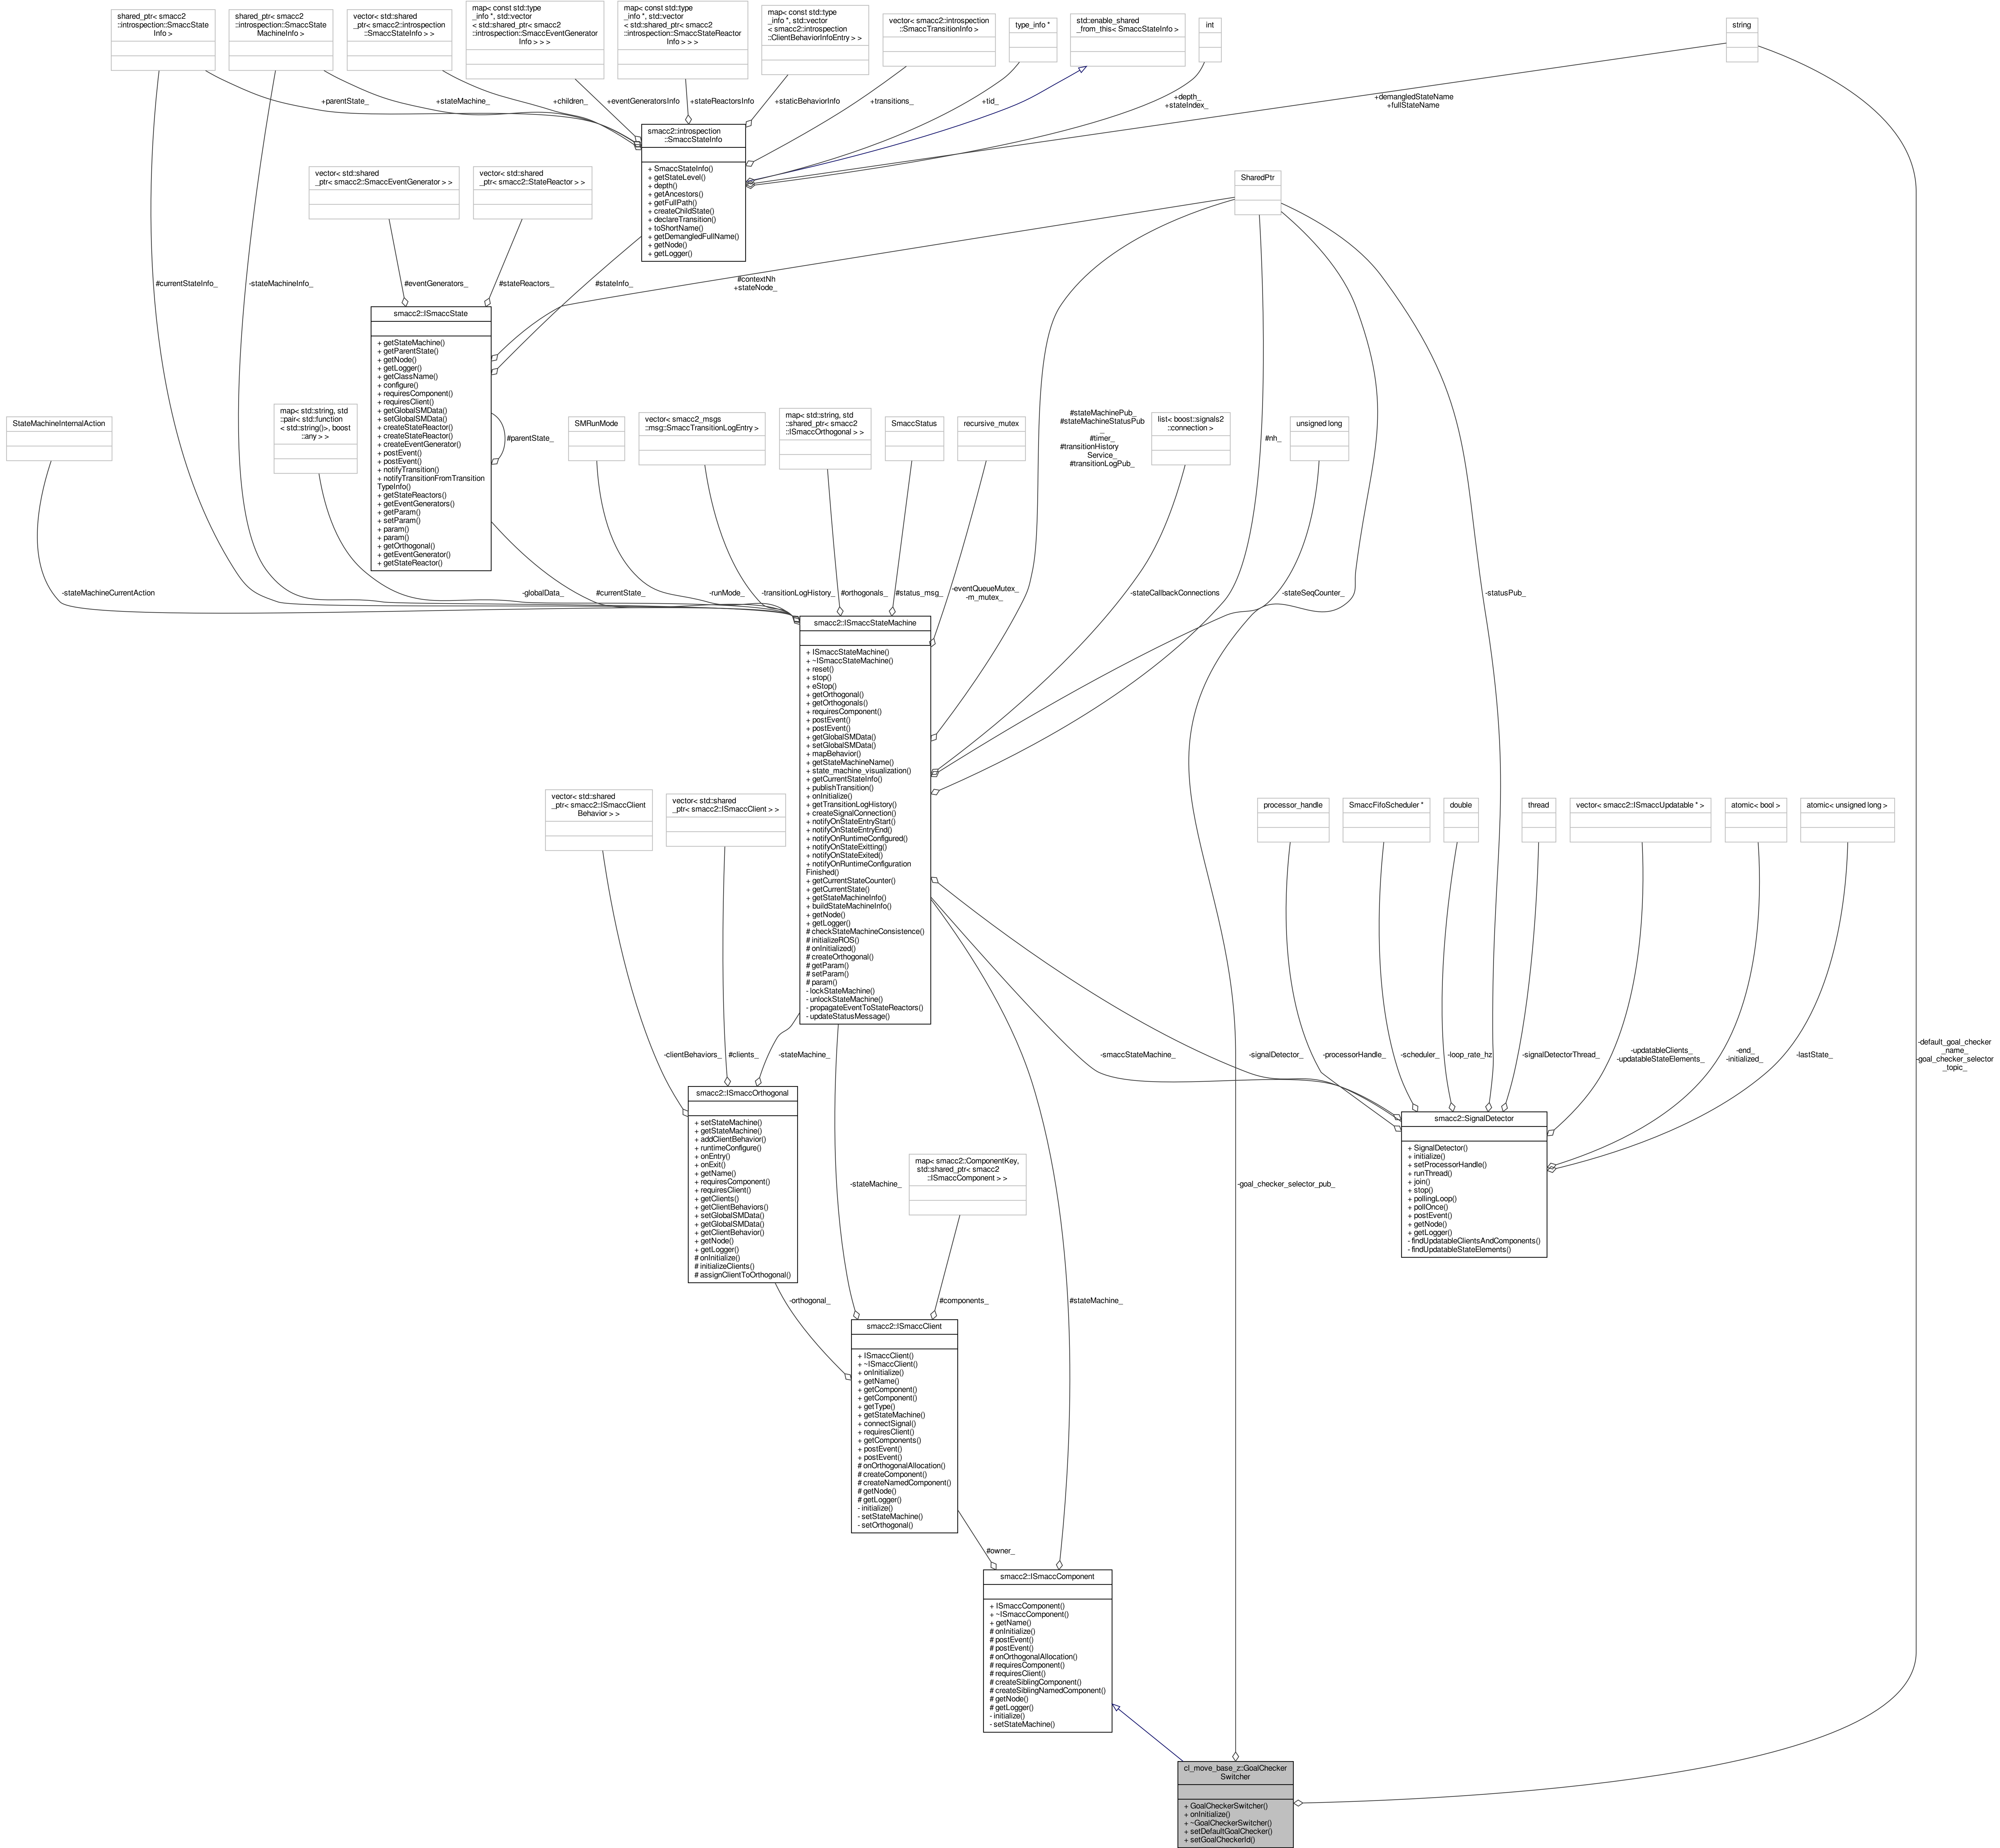 shared_ptr< smacc2
::introspection::SmaccState
Info >
shared_ptr< smacc2
::introspection::SmaccState
MachineInfo >
vector< std::shared
_ptr< smacc2::introspection
::SmaccStateInfo > >
map< const std::type
_info *, std::vector
< std::shared_ptr< smacc2
::introspection::SmaccEventGenerator
Info > > >
map< const std::type
_info *, std::vector
< std::shared_ptr< smacc2
::introspection::SmaccStateReactor
Info > > >
map< const std::type
_info *, std::vector
< smacc2::introspection
::ClientBehaviorInfoEntry > >
vector< smacc2::introspection
::SmaccTransitionInfo >
type_info *
std::enable_shared
_from_this< SmaccStateInfo >
int
string
+parentState_
+stateMachine_
+children_
+eventGeneratorsInfo
+stateReactorsInfo
+staticBehaviorInfo
+transitions_
+tid_
+depth_
+stateIndex_
+demangledStateName
+fullStateName
smacc2::introspection
::SmaccStateInfo
+ SmaccStateInfo()
+ getStateLevel()
+ depth()
+ getAncestors()
+ getFullPath()
+ createChildState()
+ declareTransition()
+ toShortName()
+ getDemangledFullName()
+ getNode()
+ getLogger()
vector< std::shared
_ptr< smacc2::SmaccEventGenerator > >
vector< std::shared
_ptr< smacc2::StateReactor > >
SharedPtr
#currentStateInfo_
-stateMachineInfo_
#eventGenerators_
#stateReactors_
#stateInfo_
#contextNh
+stateNode_
smacc2::ISmaccState
+ getStateMachine()
+ getParentState()
+ getNode()
+ getLogger()
+ getClassName()
+ configure()
+ requiresComponent()
+ requiresClient()
+ getGlobalSMData()
+ setGlobalSMData()
+ createStateReactor()
+ createStateReactor()
+ createEventGenerator()
+ postEvent()
+ postEvent()
+ notifyTransition()
+ notifyTransitionFromTransition
TypeInfo()
+ getStateReactors()
+ getEventGenerators()
+ getParam()
+ setParam()
+ param()
+ param()
+ getOrthogonal()
+ getEventGenerator()
+ getStateReactor()
#parentState_
StateMachineInternalAction
map< std::string, std
::pair< std::function
< std::string()>, boost
::any > >
SMRunMode
vector< smacc2_msgs
::msg::SmaccTransitionLogEntry >
map< std::string, std
::shared_ptr< smacc2
::ISmaccOrthogonal > >
SmaccStatus
recursive_mutex
#stateMachinePub_
#stateMachineStatusPub
_
#timer_
#transitionHistory
Service_
#transitionLogPub_
list< boost::signals2
::connection >
#nh_
unsigned long
-stateMachineCurrentAction
-globalData_
#currentState_
-runMode_
-transitionLogHistory_
#orthogonals_
#status_msg_
-eventQueueMutex_
-m_mutex_
-stateCallbackConnections
-stateSeqCounter_
-statusPub_
smacc2::ISmaccStateMachine
+ ISmaccStateMachine()
+ ~ISmaccStateMachine()
+ reset()
+ stop()
+ eStop()
+ getOrthogonal()
+ getOrthogonals()
+ requiresComponent()
+ postEvent()
+ postEvent()
+ getGlobalSMData()
+ setGlobalSMData()
+ mapBehavior()
+ getStateMachineName()
+ state_machine_visualization()
+ getCurrentStateInfo()
+ publishTransition()
+ onInitialize()
+ getTransitionLogHistory()
+ createSignalConnection()
+ notifyOnStateEntryStart()
+ notifyOnStateEntryEnd()
+ notifyOnRuntimeConfigured()
+ notifyOnStateExitting()
+ notifyOnStateExited()
+ notifyOnRuntimeConfiguration
Finished()
+ getCurrentStateCounter()
+ getCurrentState()
+ getStateMachineInfo()
+ buildStateMachineInfo()
+ getNode()
+ getLogger()
# checkStateMachineConsistence()
# initializeROS()
# onInitialized()
# createOrthogonal()
# getParam()
# setParam()
# param()
- lockStateMachine()
- unlockStateMachine()
- propagateEventToStateReactors()
- updateStatusMessage()
vector< std::shared
_ptr< smacc2::ISmaccClient
Behavior > >
vector< std::shared
_ptr< smacc2::ISmaccClient > >
processor_handle
SmaccFifoScheduler *
double
thread
vector< smacc2::ISmaccUpdatable * >
atomic< bool >
atomic< unsigned long >
-clientBehaviors_
#clients_
-stateMachine_
-smaccStateMachine_
-signalDetector_
-processorHandle_
-scheduler_
-loop_rate_hz
-signalDetectorThread_
-updatableClients_
-updatableStateElements_
-end_
-initialized_
-lastState_
-default_goal_checker
_name_
-goal_checker_selector
_topic_
smacc2::ISmaccOrthogonal
+ setStateMachine()
+ getStateMachine()
+ addClientBehavior()
+ runtimeConfigure()
+ onEntry()
+ onExit()
+ getName()
+ requiresComponent()
+ requiresClient()
+ getClients()
+ getClientBehaviors()
+ setGlobalSMData()
+ getGlobalSMData()
+ getClientBehavior()
+ getNode()
+ getLogger()
# onInitialize()
# initializeClients()
# assignClientToOrthogonal()
smacc2::SignalDetector
+ SignalDetector()
+ initialize()
+ setProcessorHandle()
+ runThread()
+ join()
+ stop()
+ pollingLoop()
+ pollOnce()
+ postEvent()
+ getNode()
+ getLogger()
- findUpdatableClientsAndComponents()
- findUpdatableStateElements()
-stateMachine_
map< smacc2::ComponentKey,
std::shared_ptr< smacc2
::ISmaccComponent > >
-goal_checker_selector_pub_
-orthogonal_
#components_
#stateMachine_
smacc2::ISmaccClient
+ ISmaccClient()
+ ~ISmaccClient()
+ onInitialize()
+ getName()
+ getComponent()
+ getComponent()
+ getType()
+ getStateMachine()
+ connectSignal()
+ requiresClient()
+ getComponents()
+ postEvent()
+ postEvent()
# onOrthogonalAllocation()
# createComponent()
# createNamedComponent()
# getNode()
# getLogger()
- initialize()
- setStateMachine()
- setOrthogonal()
#owner_
smacc2::ISmaccComponent
+ ISmaccComponent()
+ ~ISmaccComponent()
+ getName()
# onInitialize()
# postEvent()
# postEvent()
# onOrthogonalAllocation()
# requiresComponent()
# requiresClient()
# createSiblingComponent()
# createSiblingNamedComponent()
# getNode()
# getLogger()
- initialize()
- setStateMachine()
cl_move_base_z::GoalChecker
Switcher
+ GoalCheckerSwitcher()
+ onInitialize()
+ ~GoalCheckerSwitcher()
+ setDefaultGoalChecker()
+ setGoalCheckerId()